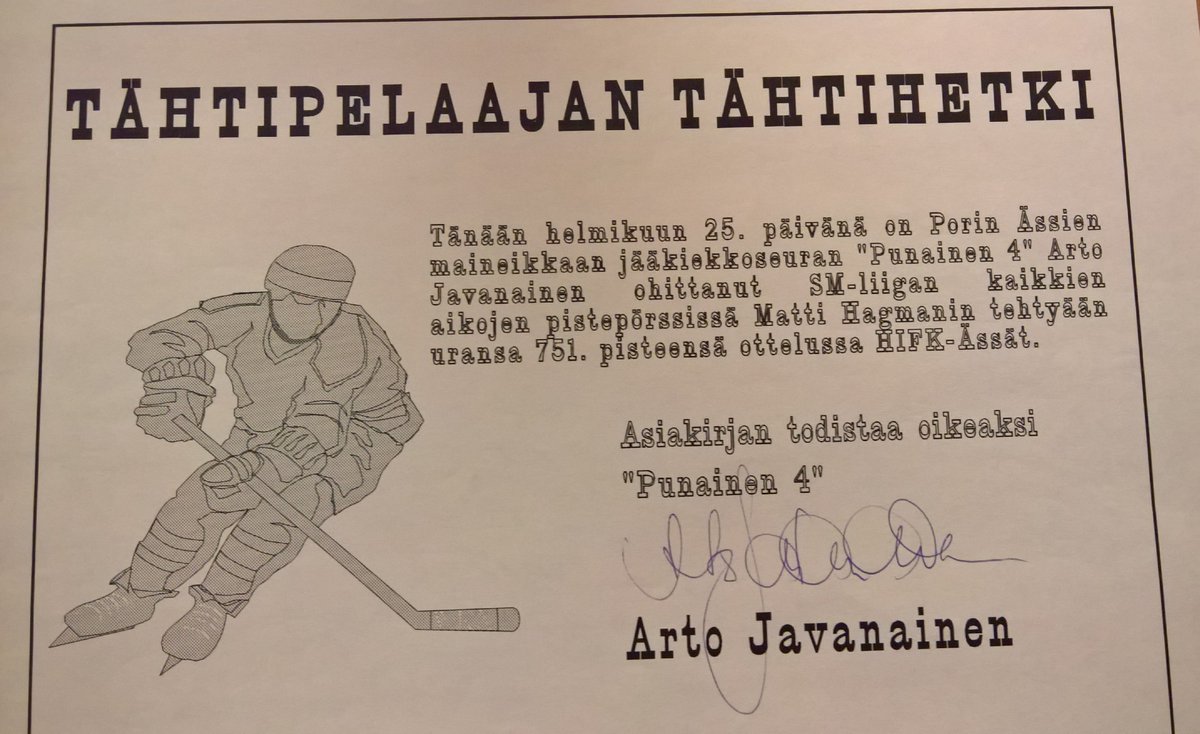 TÄHTIPELAAJAN TÄHTIHETKI
Tänään helmikuun 25. päivänä on Porin Ässien
maineikkaan jääkiekkoseuran "Punainen 4" Arto
Javanainen ohittanut SM-liigan kaikkien
aikojen pistepörssissä Matti Hagmanin tehtyään
uransa 751. pisteensä ottelussa HIFK-Ässät.
Asiakirjan todistaa oikeaksi
"Punainen 4"
Arto Javanainen